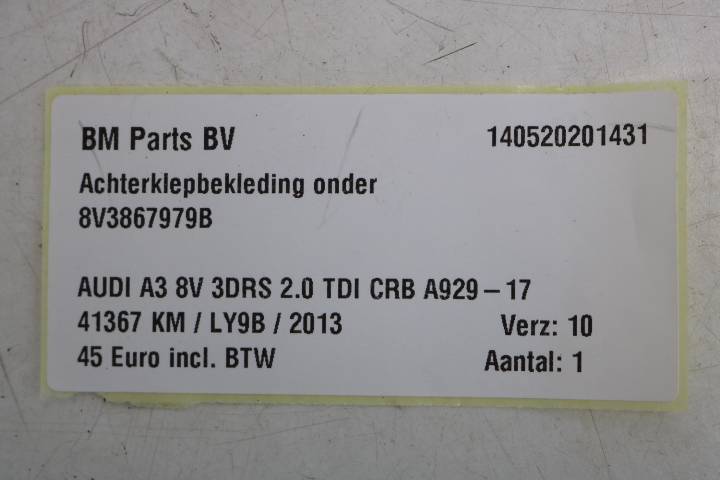 BM Parts BV 140520201431
Achterklepbekleding onder
8V3867979B
AUDI A3 8V 3DRS 2.0 TDI CRB A929-17
41367 KM / LY9B / 2013 Verz: 10
45 Euro incl. BTW Aantal: 1